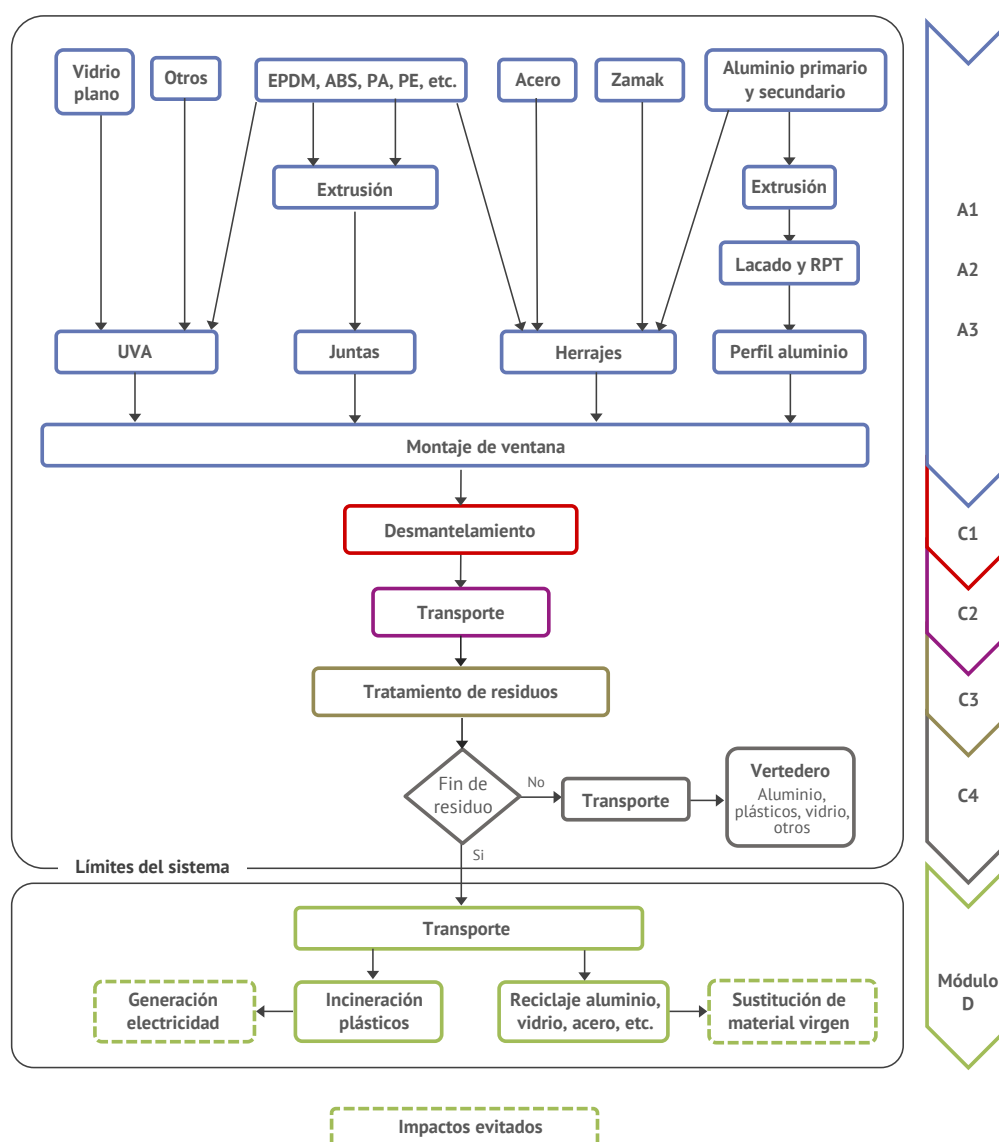 Vidrio
plano
Otros
EPDM, ABS, PA, PE, etc.
Acero
Zamak
Aluminio primario
y secundario
Extrusión
Extrusión
A1
Lacado y RPT
A2
A3
UVA
Juntas
Herrajes
Perfil aluminio
Montaje de ventana
Desmantelamiento
C1
Transporte
C2
Tratamiento de residuos
C3
Fin de
residuo
No
Transporte
Vertedero
Aluminio,
plásticos, vidrio,
otros
C4
Si
Límites del sistema
Transporte
Generación
electricidad
Incineración
plásticos
Reciclaje aluminio,
vidrio, acero, etc.
Sustitución de
material virgen
Módulo
D
Impactos evitados